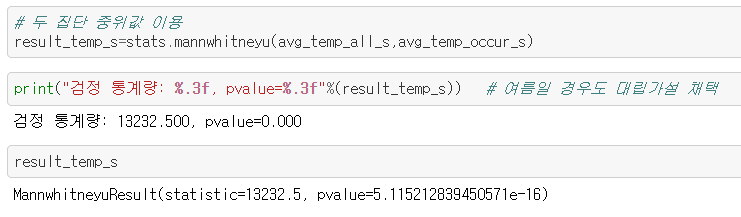 # 두 집단 중위값 이용
result_temp_s=stats.mannwhitneyu(avg_temp_all_s,avg_temp_occur_s)
print("검정 통계량: %.3f, pvalue=%.3f"%(result_temp_s)) # 여름일 경우도 대립가설 채택
검정 통계량: 13232.500, pvalue=0.000
result_temp_s
MannwhitneyuResult(statistic=13232.5, pvalue=5.115212839450571e-16)